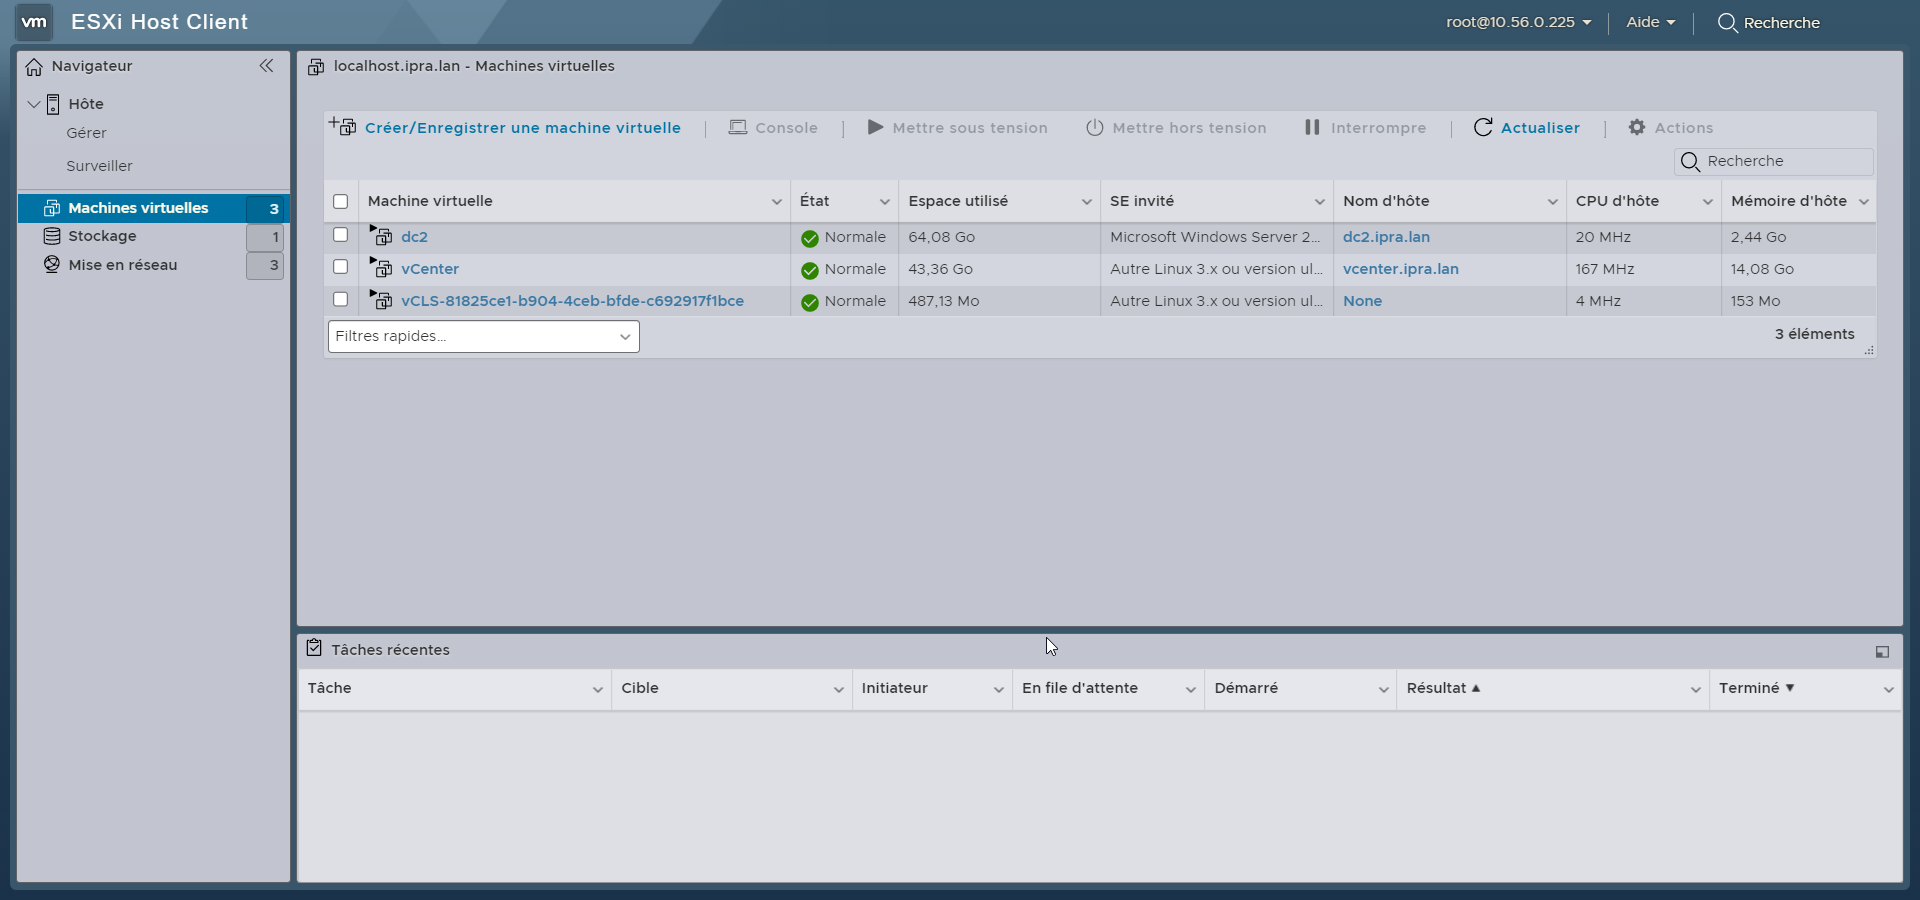 vm ESXi Host Client root@10.56.0.225 Aide Recherche
Navigateur
Hôte
Gérer
Surveiller
Machines virtuelles 3
Stockage 1
Mise en réseau 3
localhost.ipra.lan - Machines virtuelles
Créer/Enregistrer une machine virtuelle | Console | Mettre sous tension Mettre hors tension Interrompre | Actualiser | Actions
Recherche
Machine virtuelle État Espace utilisé SE invité Nom d'hôte CPU d'hôte Mémoire d'hôte
dc2 Normale 64,08 Go Microsoft Windows Server 2... dc2.ipra.lan 20 MHz 2,44 Go
vCenter Normale 43,36 Go Autre Linux 3.x ou version ul... vcenter.ipra.lan 167 MHz 14,08 Go
vCLS-81825ce1-b904-4ceb-bfde-c692917f1bce Normale 487,13 Mo Autre Linux 3.x ou version ul... None 4 MHz 153 Mo
Filtres rapides... 3 éléments
Tâches récentes
Tâche Cible Initiateur En file d'attente Démarré Résultat ▲ Terminé ▼